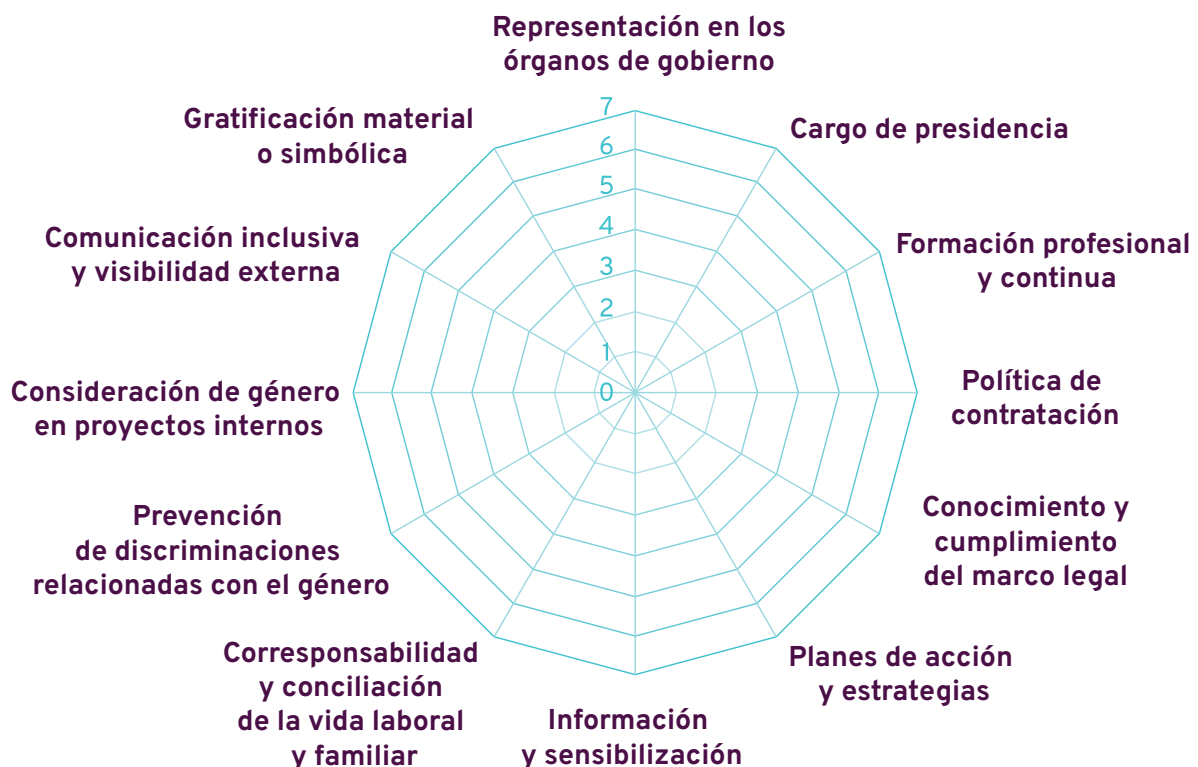 Representación en los
órganos de gobierno
Cargo de presidencia
Formación profesional
y continua
Política de
contratación
Conocimiento y
cumplimiento
del marco legal
Planes de acción
y estrategias
Información
y sensibilización
Corresponsabilidad
y conciliación
de la vida laboral
y familiar
Prevención
de discriminaciones
relacionadas con el género
Consideración de género
en proyectos internos
Comunicación inclusiva
y visibilidad externa
Gratificación material
o simbólica
7
6
5
4
3
2
1
0